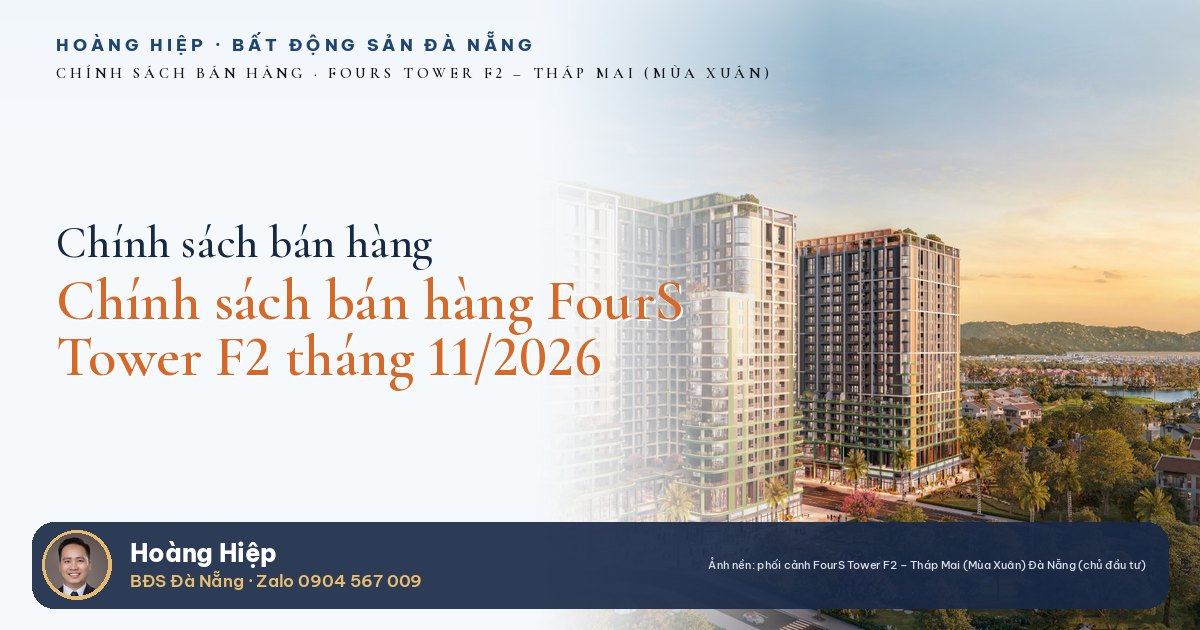 HOÀNG HIỆP · BẤT ĐỘNG SẢN ĐÀ NẴNG
CHÍNH SÁCH BÁN HÀNG · FOURS TOWER F2 – THÁP MAI (MÙA XUÂN)
Chính sách bán hàng
Chính sách bán hàng FourS
Tower F2 tháng 11/2026
Hoàng Hiệp
BĐS Đà Nẵng · Zalo 0904 567 009
Ảnh nền: phối cảnh FourS Tower F2 – Tháp Mai (Mùa Xuân) Đà Nẵng (chủ đầu tư)